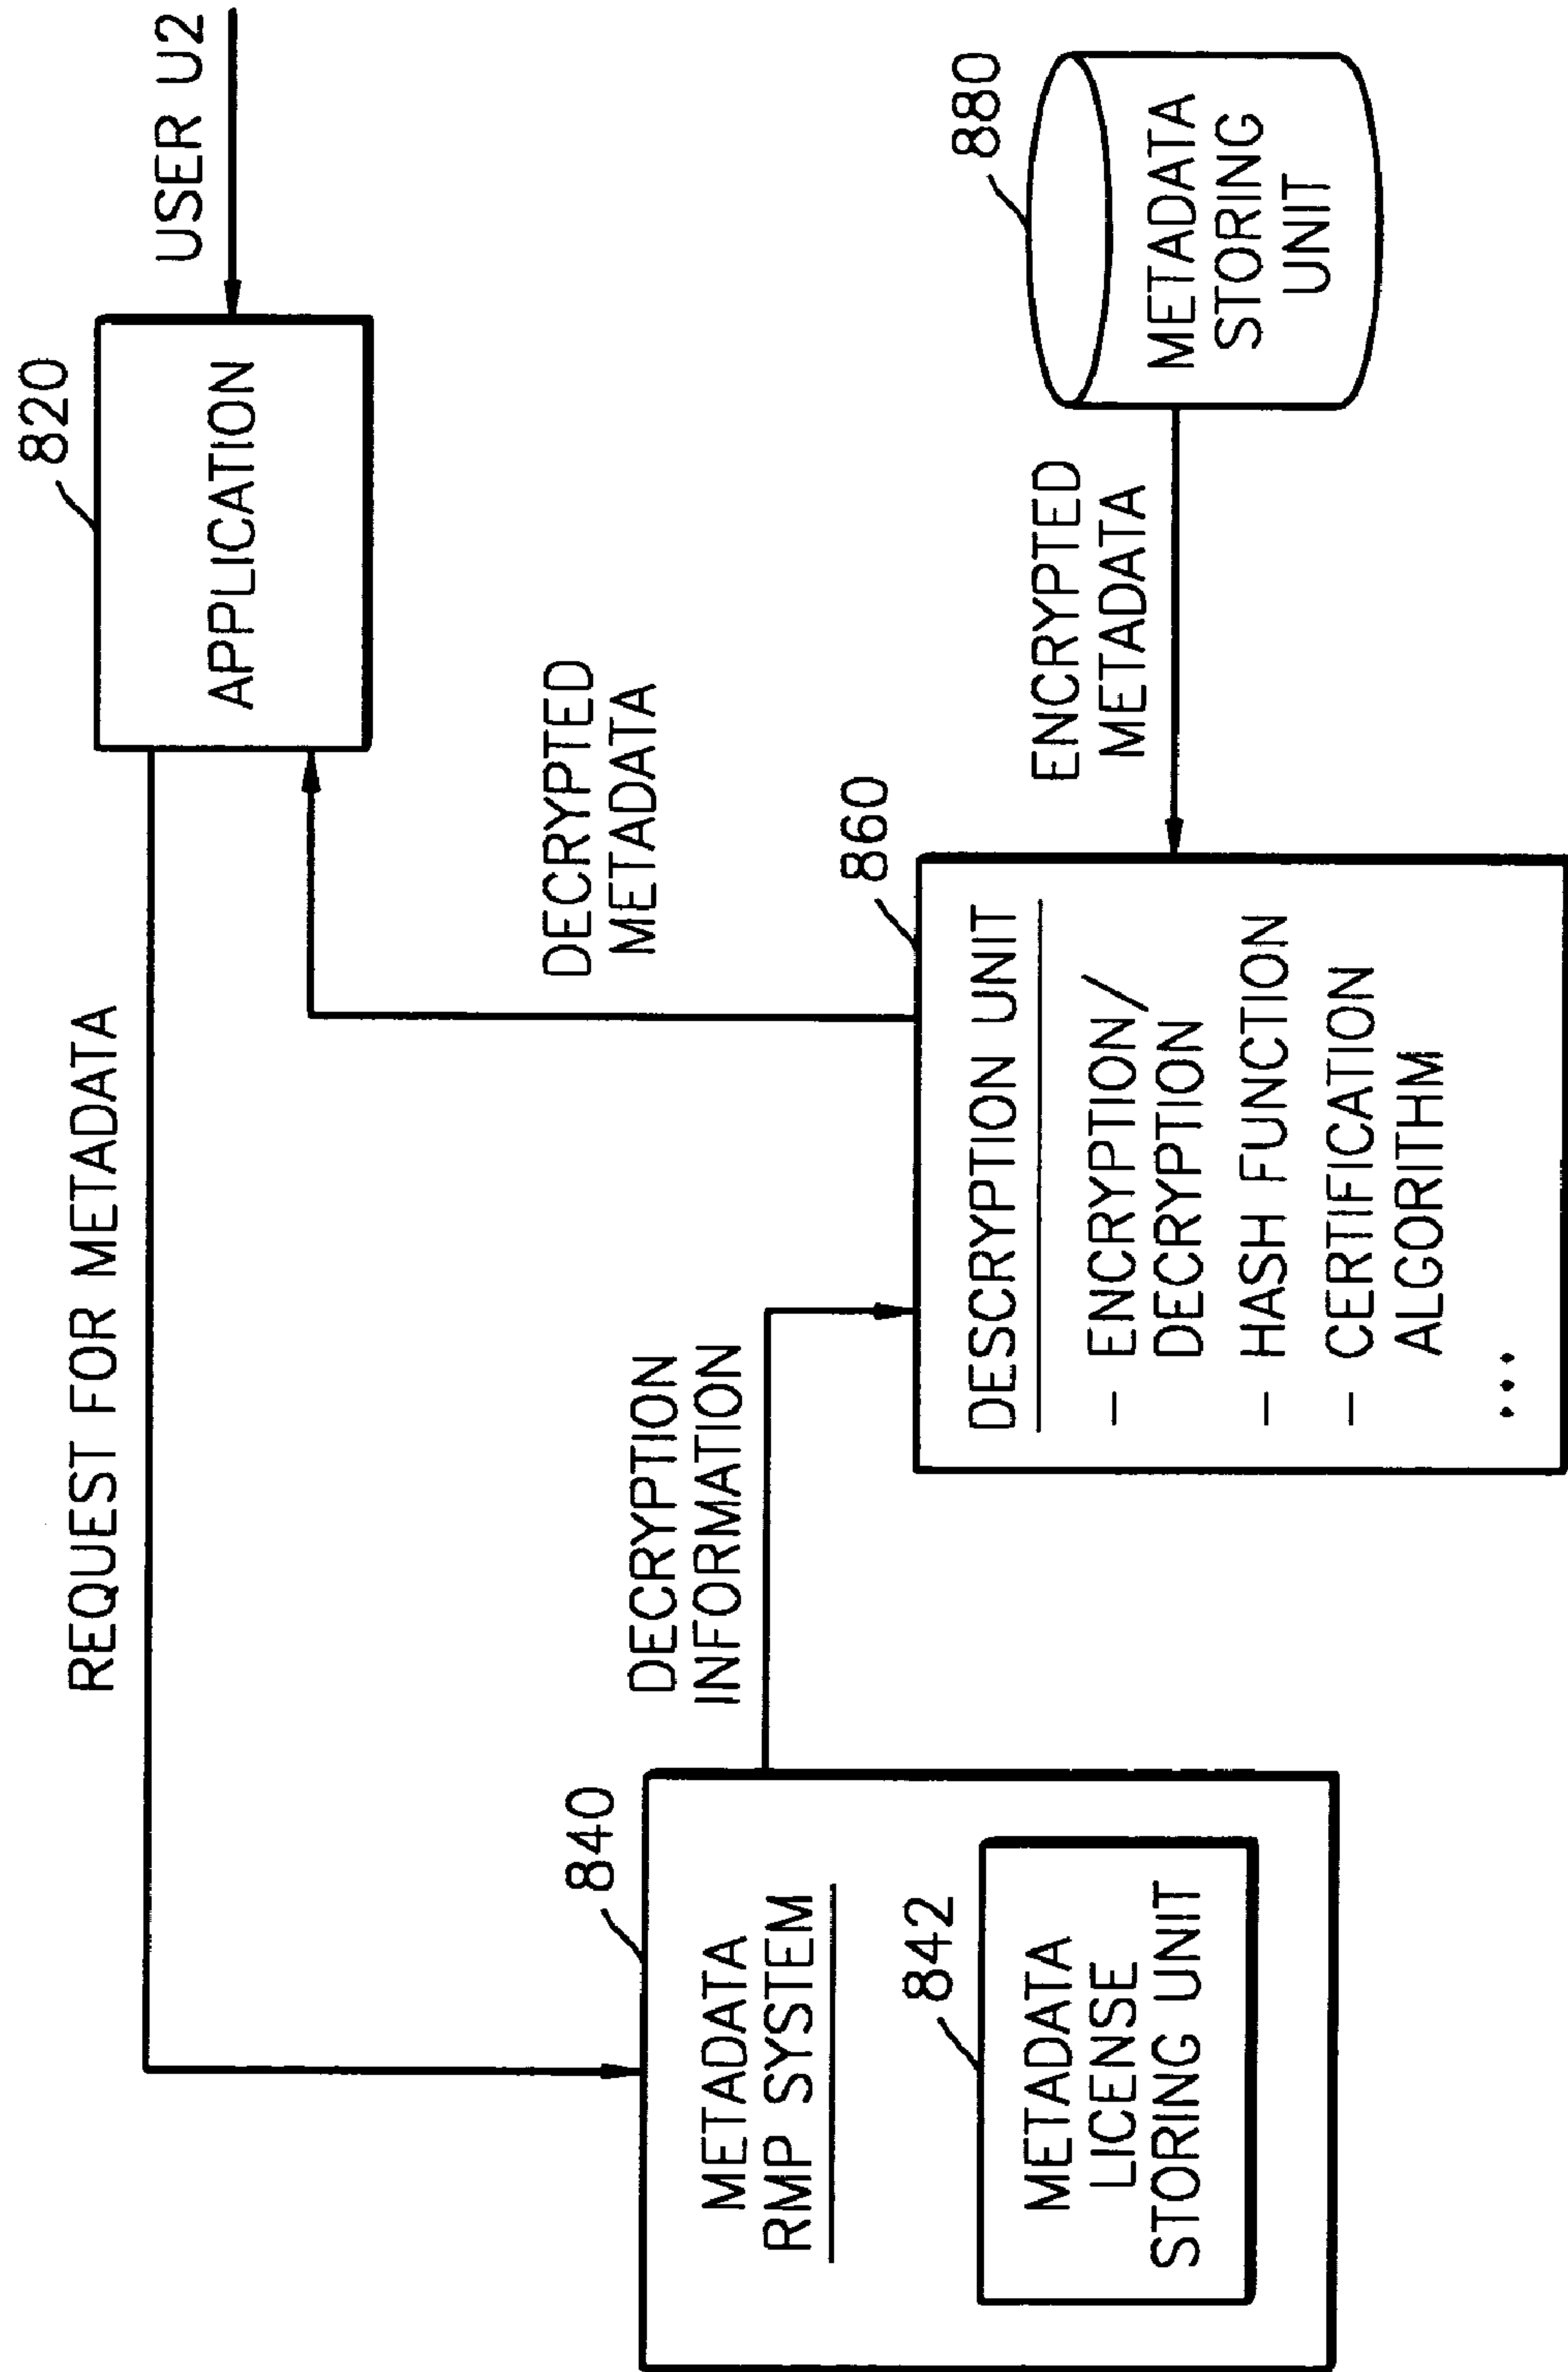 REQUEST FOR METADATA
820
APPLICATION
USER U2
840
METADATA
RMP SYSTEM
842
METADATA
LICENSE
STORING UNIT
DECRYPTION
INFORMATION
DECRYPTED
METADATA
860
DESCRYPTION UNIT
- ENCRYPTION/
DECRYPTION
- HASH FUNCTION
- CERTIFICATION
ALGORITHM
...
ENCRYPTED
METADATA
880
METADATA
STORING
UNIT